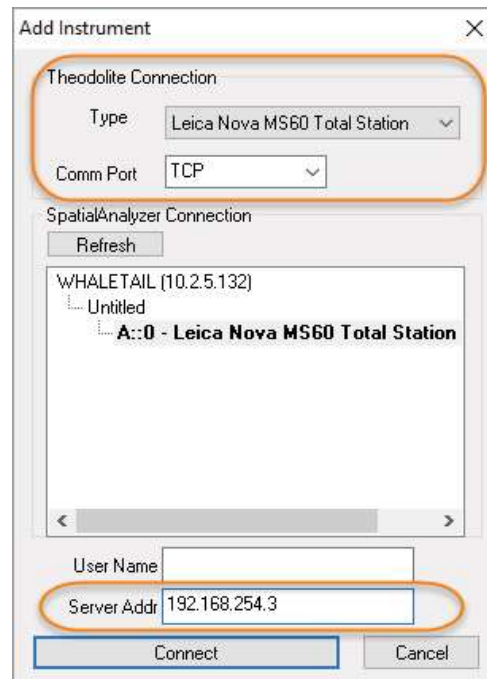 Add Instrument
Theodolite Connection
Type Leica Nova MS60 Total Station
Comm Port TCP
SpatialAnalyzer Connection
Refresh
WHALETAIL (10.2.5.132)
Untitled
A::0 - Leica Nova MS60 Total Station
User Name
Server Addr 192.168.254.3
Connect Cancel